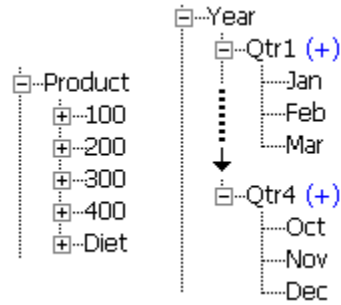 Product
100
200
300
400
Diet
Year
Qtr1 (+)
Jan
Feb
Mar
Qtr4 (+)
Oct
Nov
Dec